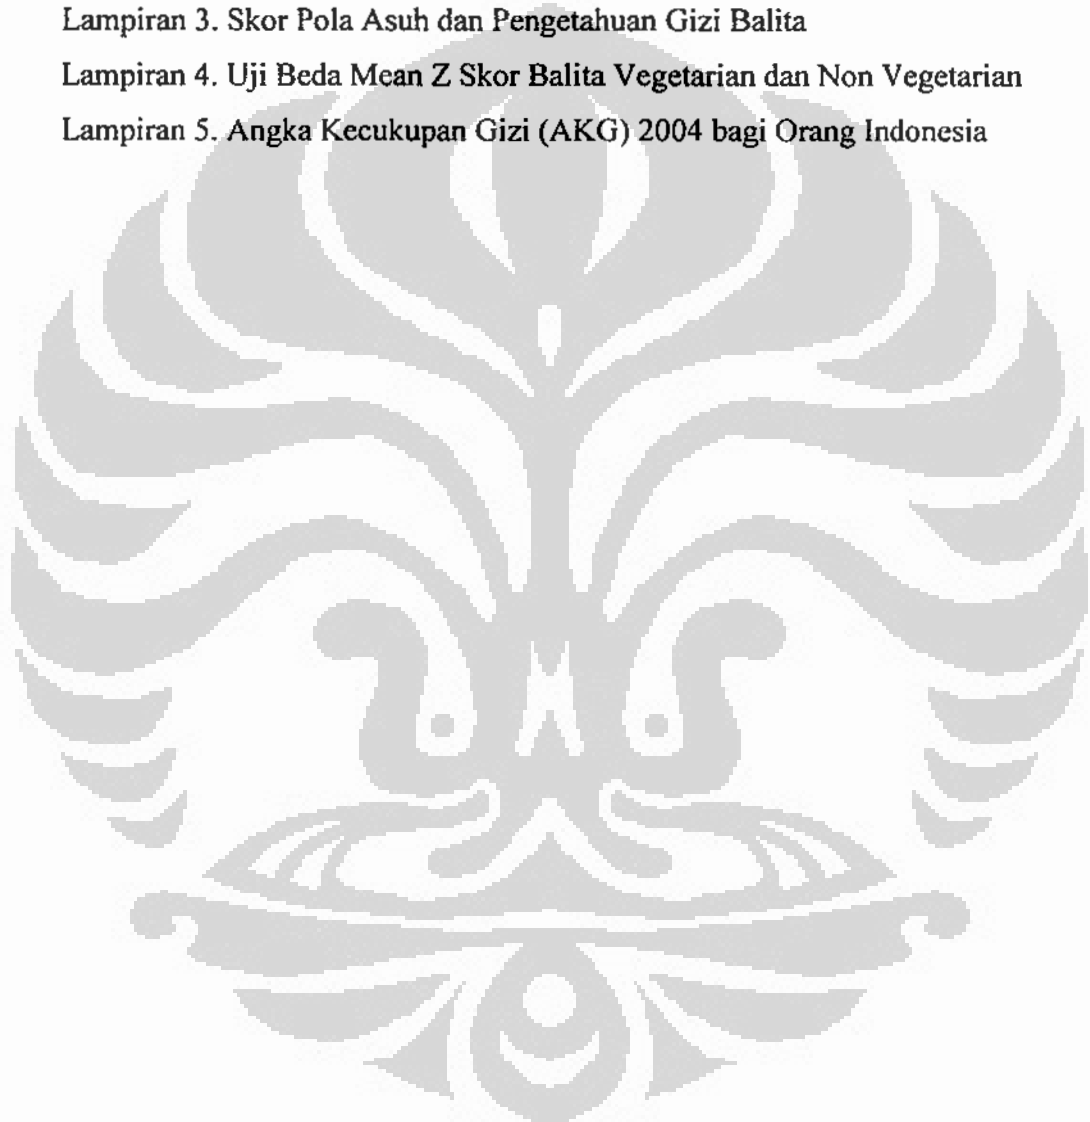 Lampiran 3. Skor Pola Asuh dan Pengetahuan Gizi Balita
Lampiran 4. Uji Beda Mean Z Skor Balita Vegetarian dan Non Vegetarian
Lampiran 5. Angka Kecukupan Gizi (AKG) 2004 bagi Orang Indonesia